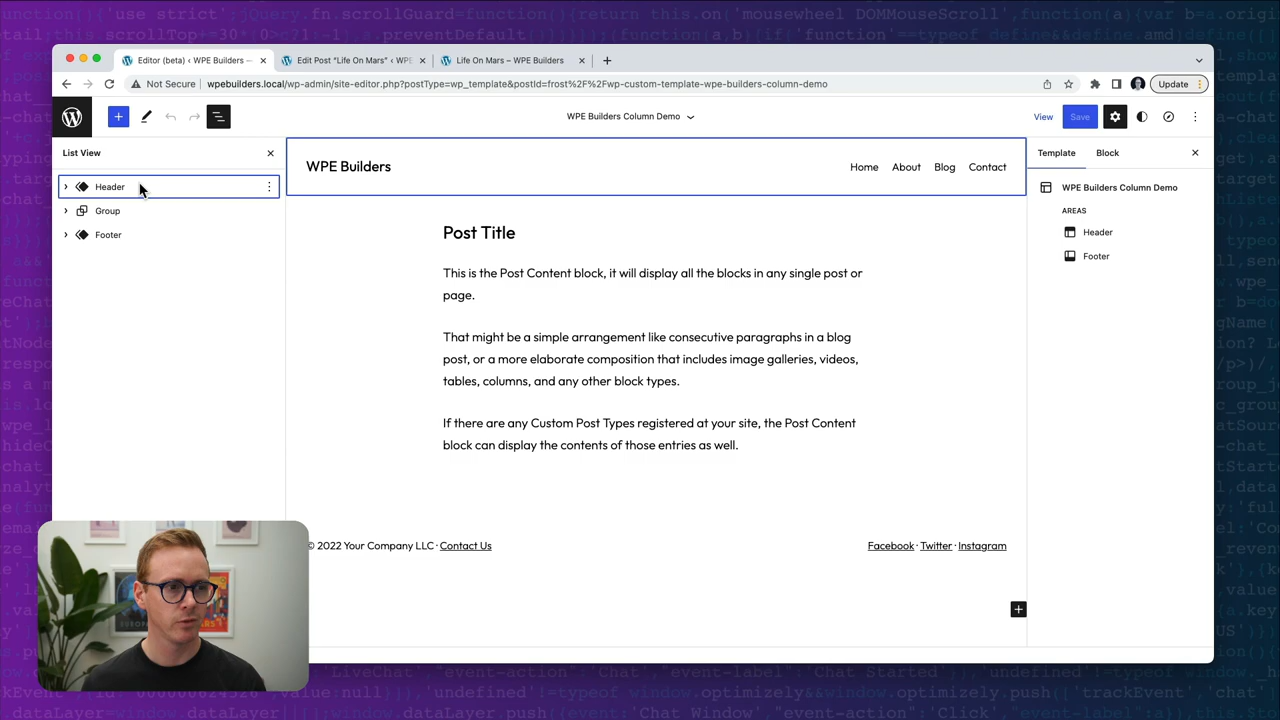 Editor (beta) ‹ WPE Builders —
Edit Post "Life On Mars" ‹ WPE
Life On Mars – WPE Builders
Not Secure
wpebuilders.local/wp-admin/site-editor.php?postType=wp_template&postId=frost%2F%2Fwp-custom-template-wpe-builders-column-demo
Update
WPE Builders Column Demo
View
Save
List View
Header
Group
Footer
WPE Builders
Home
About
Blog
Contact
Post Title
This is the Post Content block, it will display all the blocks in any single post or
page.
That might be a simple arrangement like consecutive paragraphs in a blog
post, or a more elaborate composition that includes image galleries, videos,
tables, columns, and any other block types.
If there are any Custom Post Types registered at your site, the Post Content
block can display the contents of those entries as well.
© 2022 Your Company LLC · Contact Us
Facebook · Twitter · Instagram
Template
Block
WPE Builders Column Demo
AREAS
Header
Footer